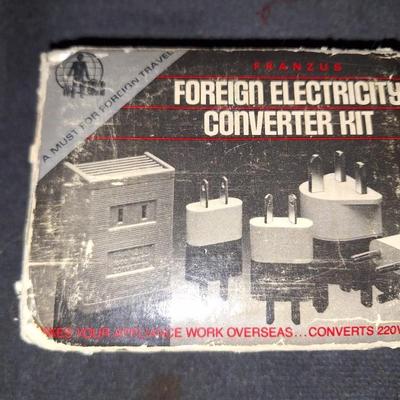 A MUST FOR FOREIGN TRAVEL
FRANZUS
FOREIGN ELECTRICITY
CONVERTER KIT
YOUR APPLIANCE WORK OVERSEAS...CONVERTS 220V